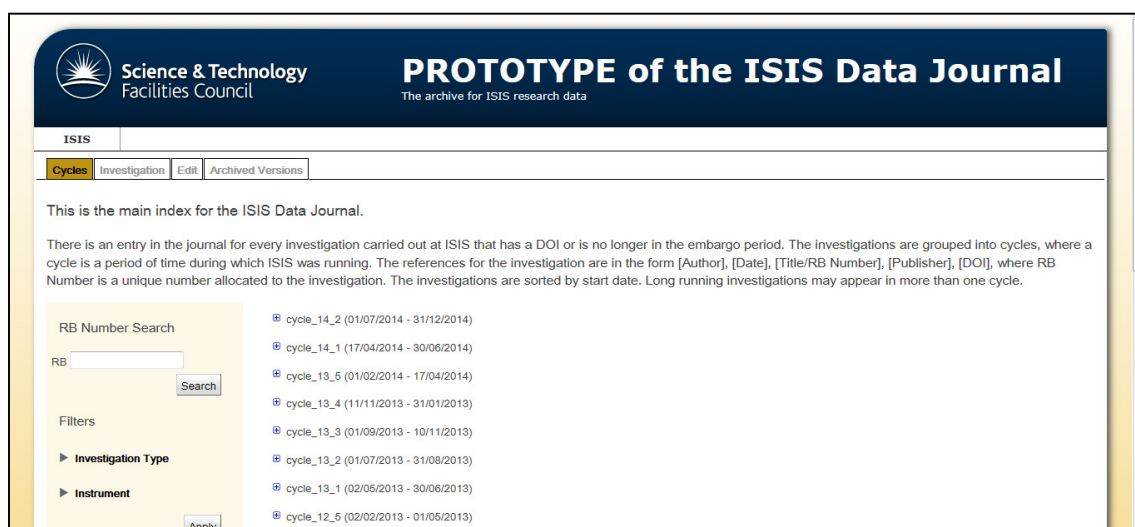 Science & Technology
Facilities Council
PROTOTYPE of the ISIS Data Journal
The archive for ISIS research data
ISIS
Cycles Investigation Edit Archived Versions
This is the main index for the ISIS Data Journal.
There is an entry in the journal for every investigation carried out at ISIS that has a DOI or is no longer in the embargo period. The investigations are grouped into cycles, where a
cycle is a period of time during which ISIS was running. The references for the investigation are in the form [Author], [Date], [Title/RB Number], [Publisher], [DOI], where RB
Number is a unique number allocated to the investigation. The investigations are sorted by start date. Long running investigations may appear in more than one cycle.
RB Number Search
RB
Search
Filters
Investigation Type
Instrument
Apply
cycle_14_2 (01/07/2014 - 31/12/2014)
cycle_14_1 (17/04/2014 - 30/06/2014)
cycle_13_5 (01/02/2014 - 17/04/2014)
cycle_13_4 (11/11/2013 - 31/01/2013)
cycle_13_3 (01/09/2013 - 10/11/2013)
cycle_13_2 (01/07/2013 - 31/08/2013)
cycle_13_1 (02/05/2013 - 30/06/2013)
cycle_12_5 (02/02/2013 - 01/05/2013)